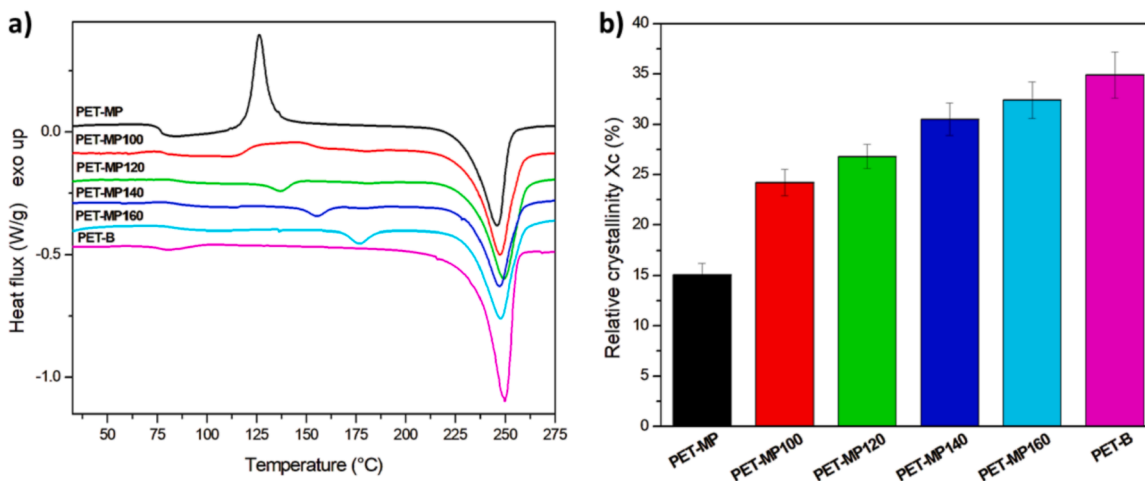 a)
Heat flux (W/g) exo up
0.0
-0.5
-1.0
PET-MP
PET-MP100
PET-MP120
PET-MP140
PET-MP160
PET-B
50 75 100 125 150 175 200 225 250 275
Temperature (°C)
b)
Relative crystallinity Xc (%)
40
35
30
25
20
15
10
5
0
PET-MP PET-MP100 PET-MP120 PET-MP140 PET-MP160 PET-B